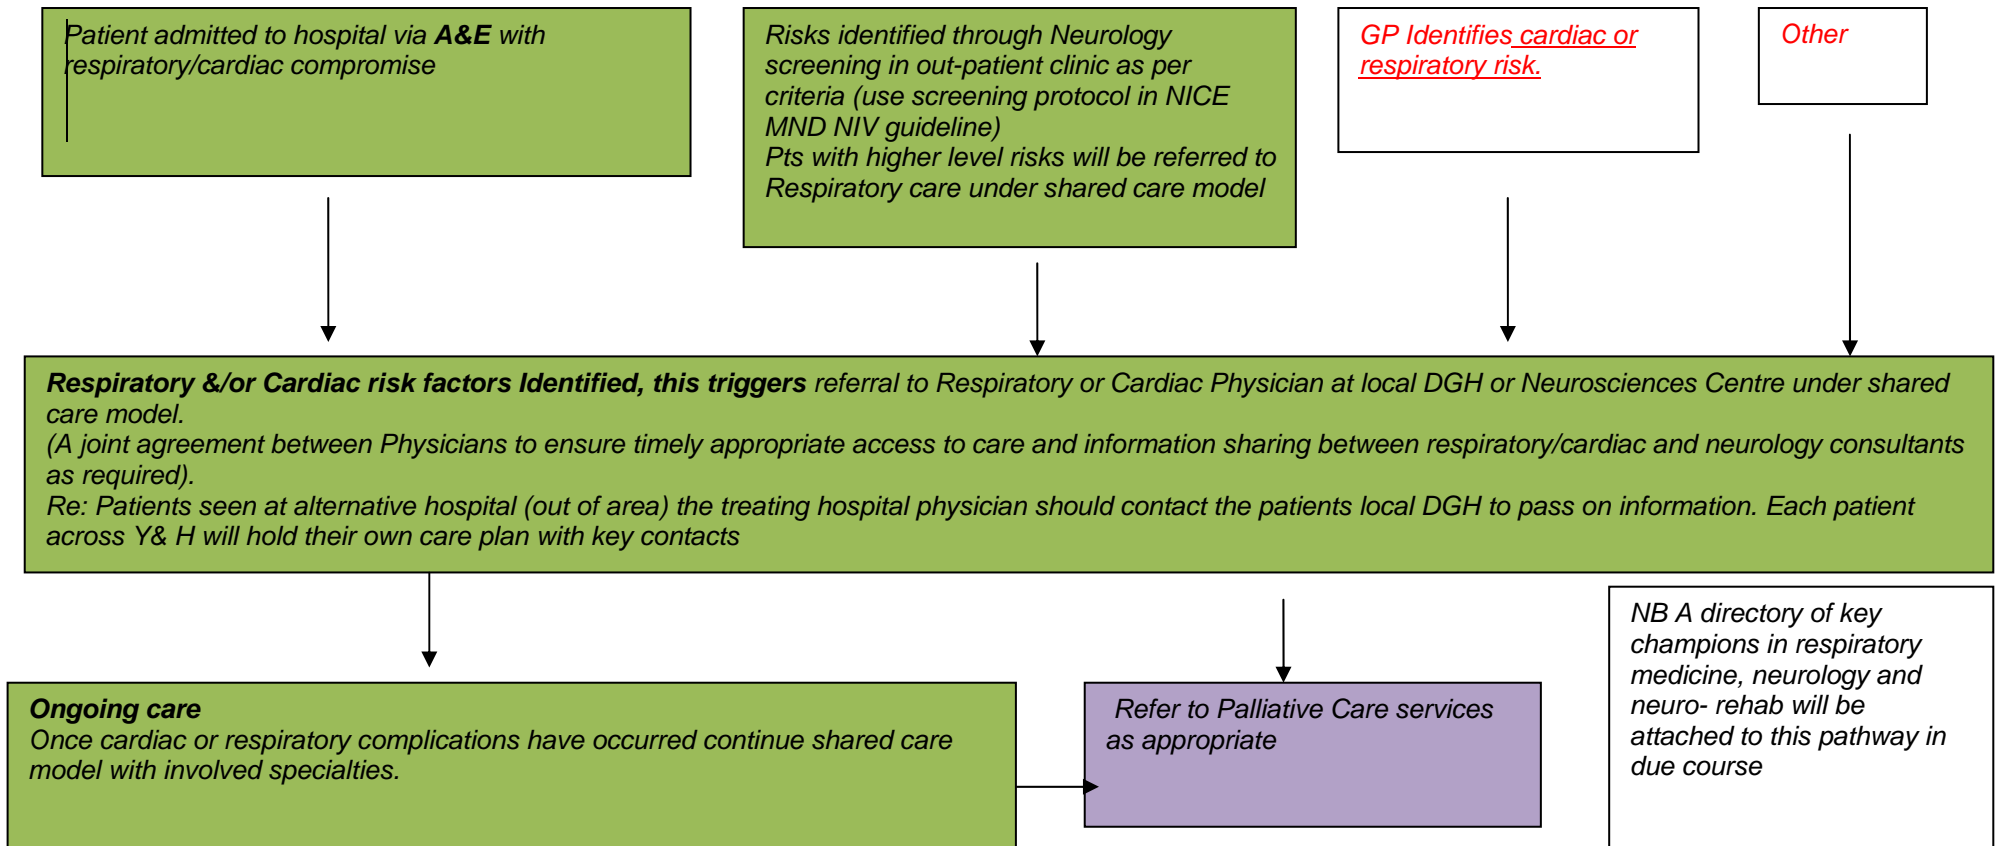 Patient admitted to hospital via A&E with
respiratory/cardiac compromise
Risks identified through Neurology
screening in out-patient clinic as per
criteria (use screening protocol in NICE
MND NIV guideline)
Pts with higher level risks will be referred to
Respiratory care under shared care model
GP Identifies cardiac or
respiratory risk.
Other
Respiratory &/or Cardiac risk factors Identified, this triggers referral to Respiratory or Cardiac Physician at local DGH or Neurosciences Centre under shared
care model.
(A joint agreement between Physicians to ensure timely appropriate access to care and information sharing between respiratory/cardiac and neurology consultants
as required).
Re: Patients seen at alternative hospital (out of area) the treating hospital physician should contact the patients local DGH to pass on information. Each patient
across Y& H will hold their own care plan with key contacts
Ongoing care
Once cardiac or respiratory complications have occurred continue shared care
model with involved specialties.
Refer to Palliative Care services
as appropriate
NB A directory of key
champions in respiratory
medicine, neurology and
neuro- rehab will be
attached to this pathway in
due course